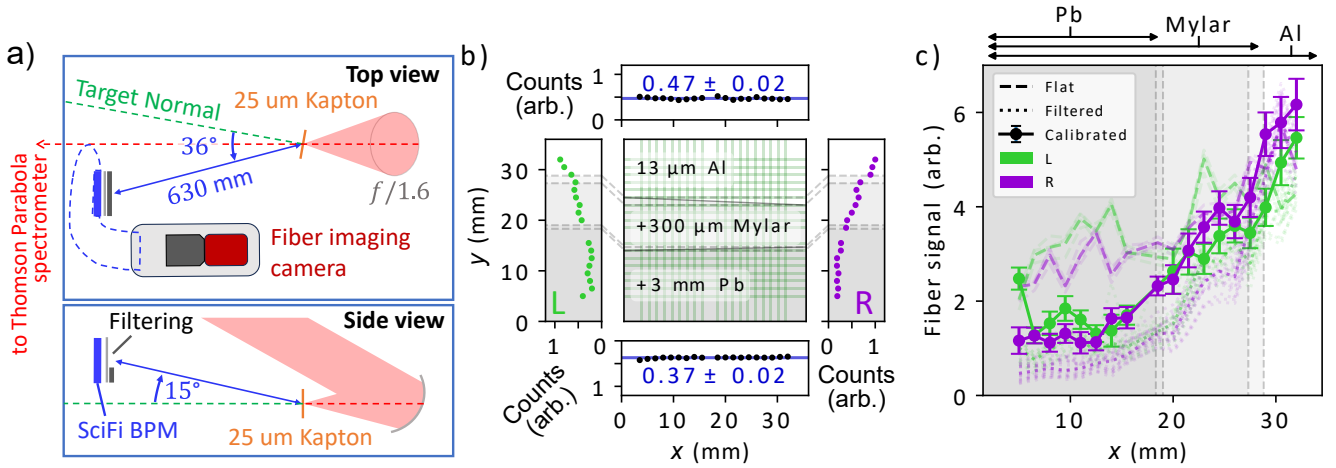 a)
Top view
Target Normal
25 um Kapton
36°
630 mm
f/1.6
to Thomson Parabola
spectrometer
Fiber imaging
camera
Side view
Filtering
15°
SciFi BPM
25 um Kapton
b)
Counts
(arb.)
1
0
0.47 ± 0.02
y (mm)
30
20
10
0
L
1
0
Counts
(arb.)
13 μm Al
+300 μm Mylar
+3 mm Pb
R
0
1
Counts
(arb.)
0
1
0.37 ± 0.02
0
10
20
30
x (mm)
c)
Pb
Mylar
Al
Flat
Filtered
Calibrated
L
R
Fiber signal (arb.)
6
4
2
0
10
20
30
x (mm)